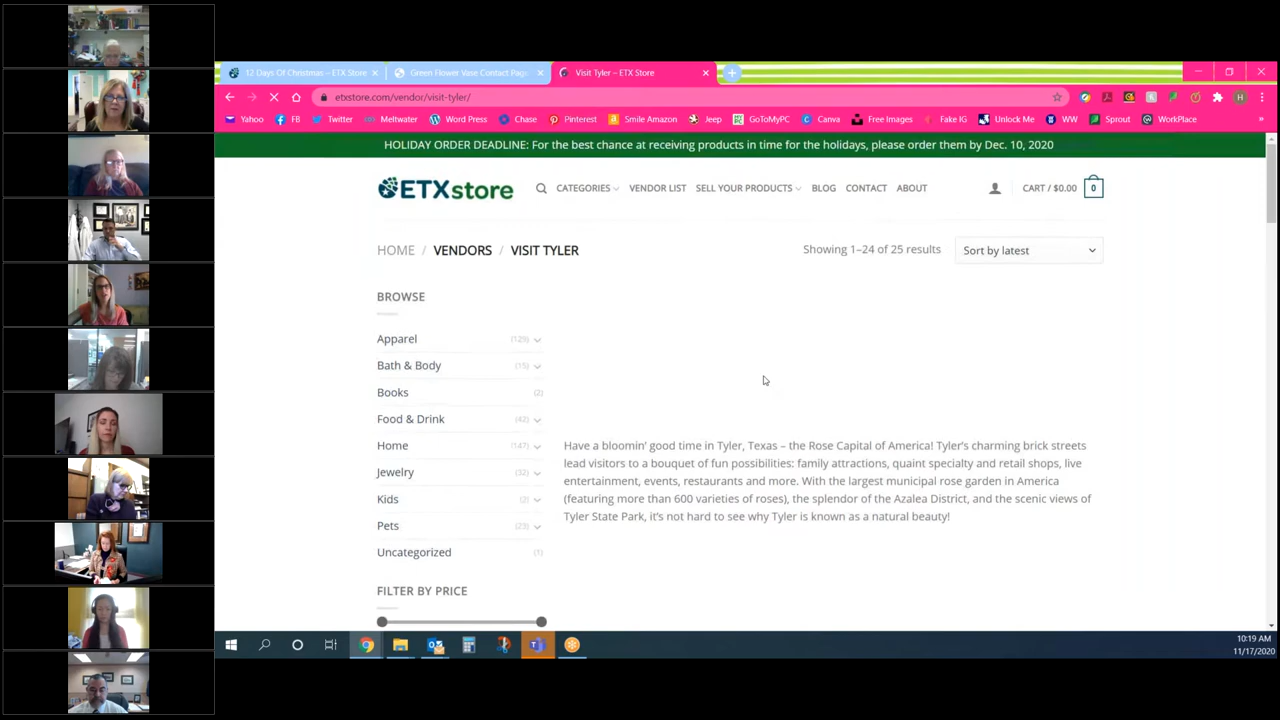 12 Days Of Christmas – ETX Store
Green Flower Vase Contact Pag
Visit Tyler – ETX Store
etxstore.com/vendor/visit-tyler/
Yahoo FB Twitter Meltwater Word Press Chase Pinterest Smile Amazon Jeep GoToMyPC Canva Free Images Fake IG Unlock Me WW Sprout WorkPlace
HOLIDAY ORDER DEADLINE: For the best chance at receiving products in time for the holidays, please order them by Dec. 10, 2020
ETXstore CATEGORIES VENDOR LIST SELL YOUR PRODUCTS BLOG CONTACT ABOUT CART / $0.00 0
HOME / VENDORS / VISIT TYLER Showing 1–24 of 25 results Sort by latest
BROWSE
Apparel (129)
Bath & Body (15)
Books (2)
Food & Drink (42)
Home (147)
Jewelry (32)
Kids (2)
Pets (29)
Uncategorized (1)
FILTER BY PRICE
Have a bloomin’ good time in Tyler, Texas – the Rose Capital of America! Tyler’s charming brick streets
lead visitors to a bouquet of fun possibilities: family attractions, quaint specialty and retail shops, live
entertainment, events, restaurants and more. With the largest municipal rose garden in America
(featuring more than 600 varieties of roses), the splendor of the Azalea District, and the scenic views of
Tyler State Park, it’s not hard to see why Tyler is known as a natural beauty!
10:19 AM
11/17/2020